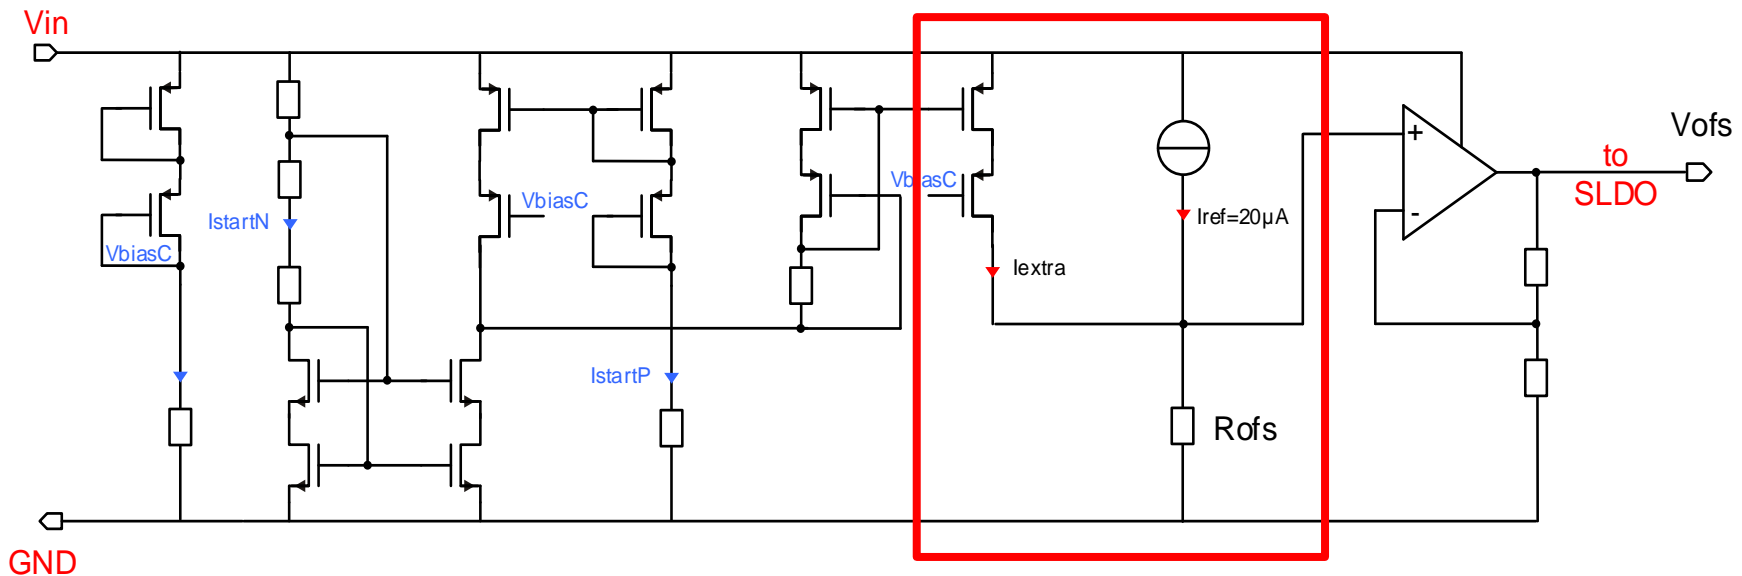 Vin
Vofs
to
SLDO
+
-
VbiasC
VbiasC
VbiasC
IstartN
Iref=20µA
Iextra
IstartP
Rofs
GND